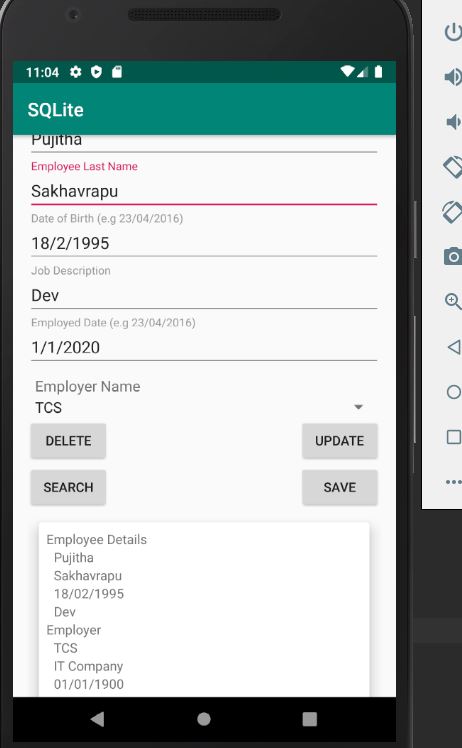 11:04
SQLite
Pujitha
Employee Last Name
Sakhavrapu
Date of Birth (e.g 23/04/2016)
18/2/1995
Job Description
Dev
Employed Date (e.g 23/04/2016)
1/1/2020
Employer Name
TCS
DELETE UPDATE
SEARCH SAVE
Employee Details
Pujitha
Sakhavrapu
18/02/1995
Dev
Employer
TCS
IT Company
01/01/1900